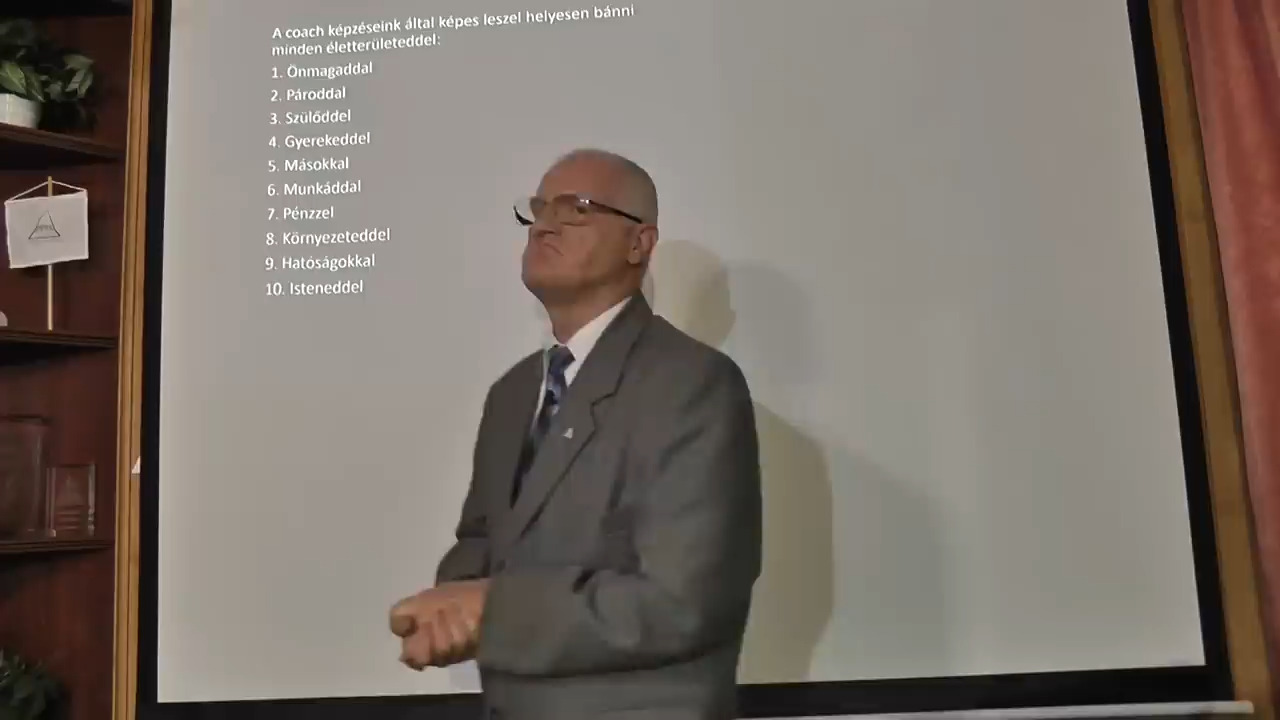 A coach képzéseink által képes leszel helyesen bánni
minden életterületeddel:
1. Önmagaddal
2. Pároddal
3. Szülőddel
4. Gyerekeddel
5. Másokkal
6. Munkáddal
7. Pénzzel
8. Környezeteddel
9. Hatóságokkal
10. Isteneddel